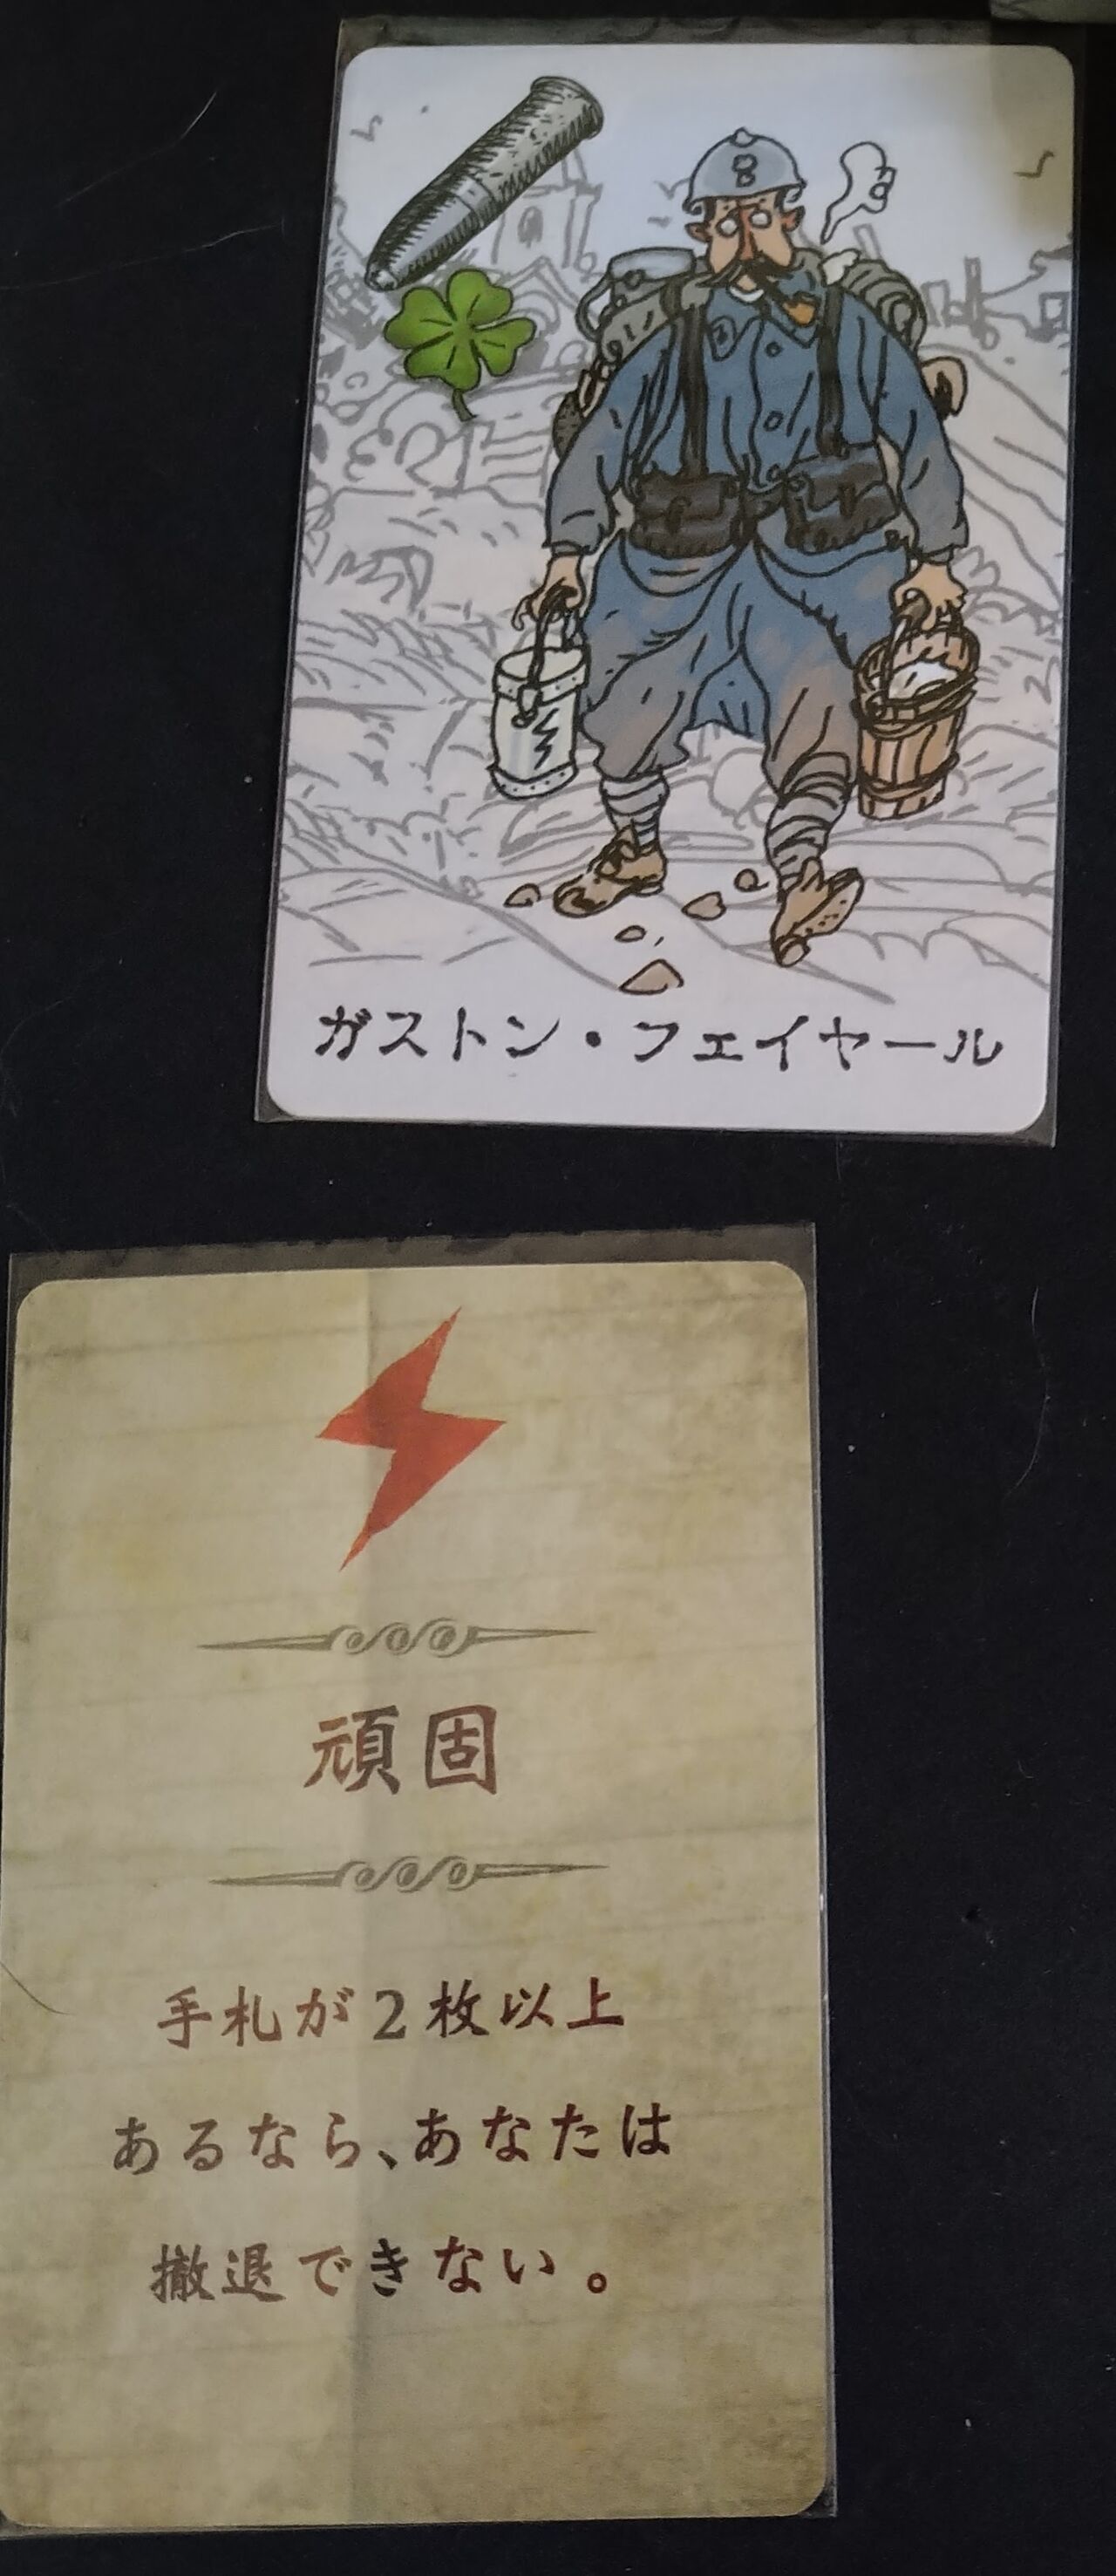 ガストン・フェイヤール
頑固
手札が2枚以上
あるなら、あなたは
撤退できない。